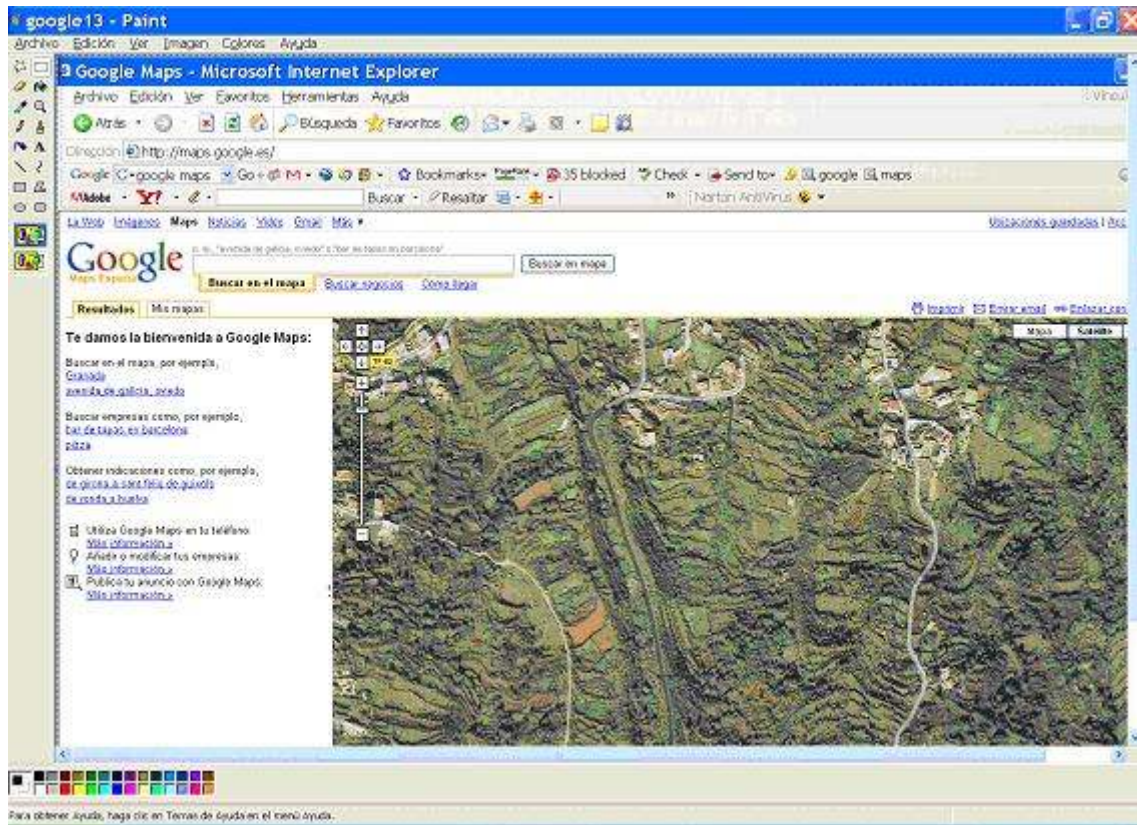 google13 - Paint
Archivo Edición Ver Imagen Colores Ayuda
Google Maps - Microsoft Internet Explorer
Archivo Edición Ver Favoritos Herramientas Ayuda
Atrás Búsqueda Favoritos
Dirección http://maps.google.es/
Google google maps Go Bookmarks 35 blocked Check Send to google maps
Adobe Y! Buscar Resaltar Norton AntiVirus
La Web Imágenes Maps Noticias Vídeo Gmail Más Ubicaciones guardadas
Google
Maps España
Buscar en mapa
Buscar en el mapa Buscar negocios Cómo llegar
Resultados Mis mapas Imprimir Enviar email Enlazar con
Te damos la bienvenida a Google Maps:
Mapa Satélite
Buscar en el mapa, por ejemplo,
Granada
avenida de galicia, oviedo
Buscar empresas como, por ejemplo,
bar de tapas en barcelona
pizza
Obtener indicaciones como, por ejemplo,
de girona a sant feliu de guixols
de ronda a huelva
Utiliza Google Maps en tu teléfono
Más información »
Añadir o modificar tus empresas
Más información »
Publica tu anuncio con Google Maps:
Más información »
Para obtener Ayuda, haga clic en Temas de Ayuda en el menú Ayuda.